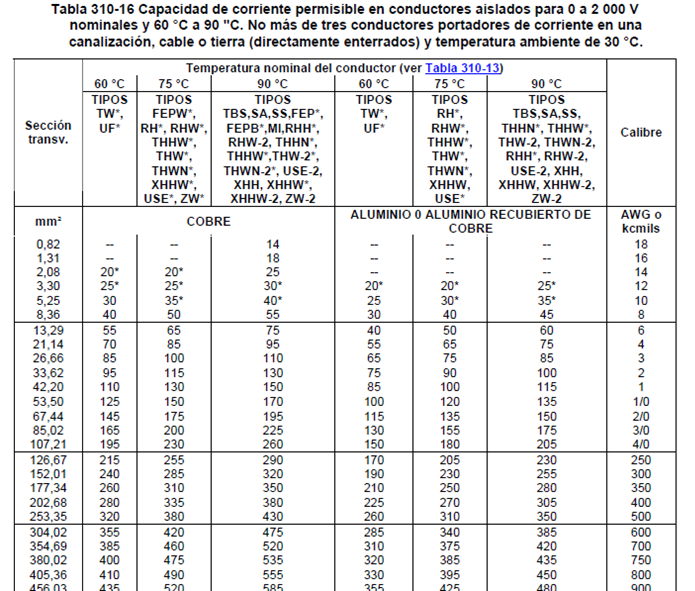 Tabla 310-16 Capacidad de corriente permisible en conductores aislados para 0 a 2 000 V
nominales y 60 °C a 90 "C. No más de tres conductores portadores de corriente en una
canalización, cable o tierra (directamente enterrados) y temperatura ambiente de 30 °C.
Sección transv. Temperatura nominal del conductor (ver Tabla 310-13) Calibre
60 °C 75 °C 90 °C 60 °C 75 °C 90 °C
TIPOS TIPOS TIPOS TIPOS TIPOS TIPOS
TW*, FEPW*, TBS,SA,SS,FEP*, TW*, RH*, TBS,SA,SS,
UF* RH*, RHW*, FEPB*,MI,RHH*, UF* RHW*, THHN*, THHW*,
THHW*, RHW-2, THHN*, THHW*, THW-2, THWN-2,
THW*, THHW*,THW-2*, THW*, RHH*, RHW-2,
THWN*, THWN-2*, USE-2, THWN*, USE-2, XHH,
XHHW*, XHH, XHHW*, XHHW, XHHW, XHHW-2,
USE*, ZW* XHHW-2, ZW-2 USE* ZW-2
mm² COBRE ALUMINIO 0 ALUMINIO RECUBIERTO DE COBRE AWG o kcmils
0,82 -- -- 14 -- -- -- 18
1,31 -- -- 18 -- -- -- 16
2,08 20* 20* 25 -- -- -- 14
3,30 25* 25* 30* 20* 20* 25* 12
5,25 30 35* 40* 25 30* 35* 10
8,36 40 50 55 30 40 45 8
13,29 55 65 75 40 50 60 6
21,14 70 85 95 55 65 75 4
26,66 85 100 110 65 75 85 3
33,62 95 115 130 75 90 100 2
42,20 110 130 150 85 100 115 1
53,50 125 150 170 100 120 135 1/0
67,44 145 175 195 115 135 150 2/0
85,02 165 200 225 130 155 175 3/0
107,21 195 230 260 150 180 205 4/0
126,67 215 255 290 170 205 230 250
152,01 240 285 320 190 230 255 300
177,34 260 310 350 210 250 280 350
202,68 280 335 380 225 270 305 400
253,35 320 380 430 260 310 350 500
304,02 355 420 475 285 340 385 600
354,69 385 460 520 310 375 420 700
380,02 400 475 535 320 385 435 750
405,36 410 490 555 330 395 450 800
456,03 435 520 585 355 425 480 900